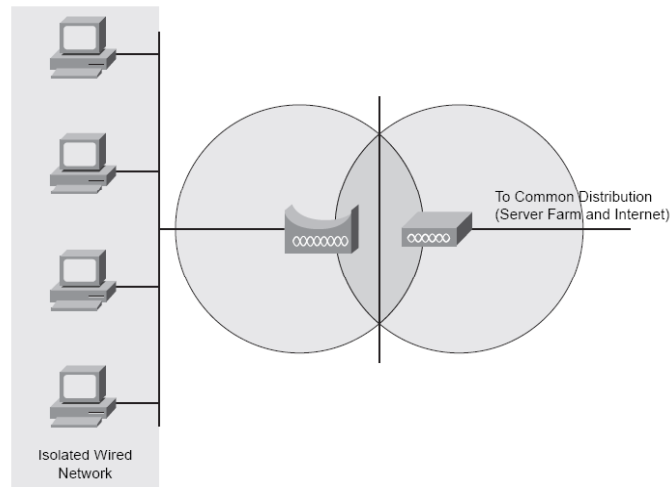 To Common Distribution
(Server Farm and Internet)
Isolated Wired
Network